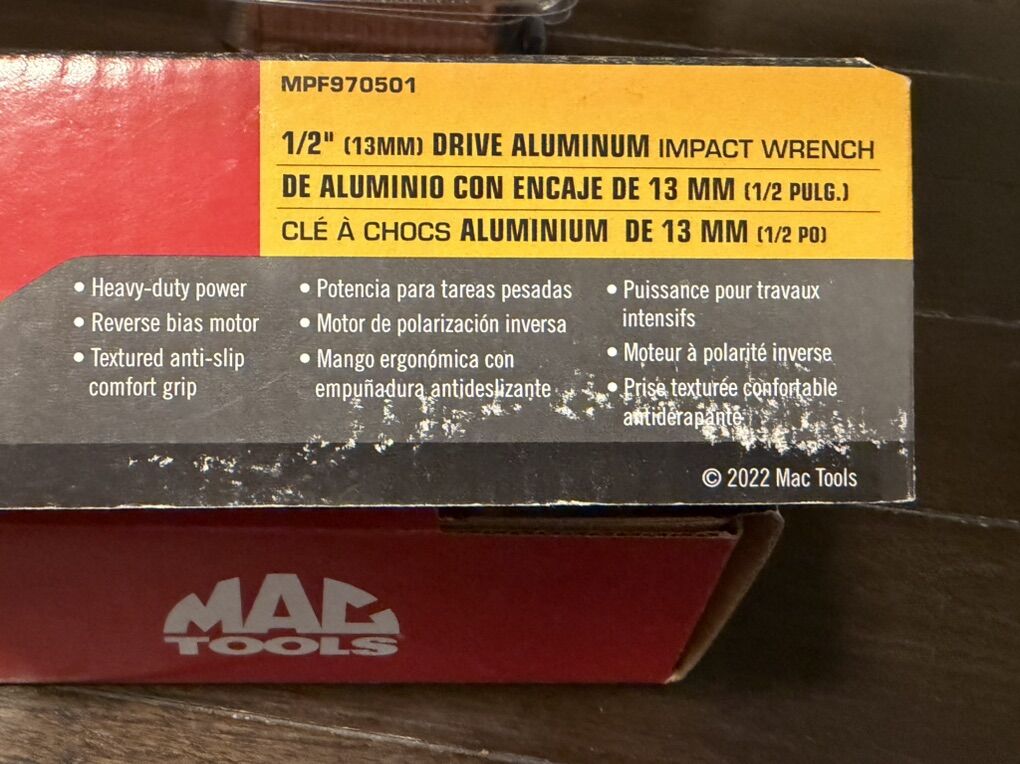 MPF970501
1/2" (13MM) DRIVE ALUMINUM IMPACT WRENCH
DE ALUMINIO CON ENCAJE DE 13 MM (1/2 PULG.)
CLÉ À CHOCS ALUMINIUM DE 13 MM (1/2 PO)
• Heavy-duty power
• Reverse bias motor
• Textured anti-slip
comfort grip
• Potencia para tareas pesadas
• Motor de polarización inversa
• Mango ergonómica con
empuñadura antideslizante
• Puissance pour travaux
intensifs
• Moteur à polarité inverse
• Prise texturée confortable
antidérapante
© 2022 Mac Tools
MAC
TOOLS